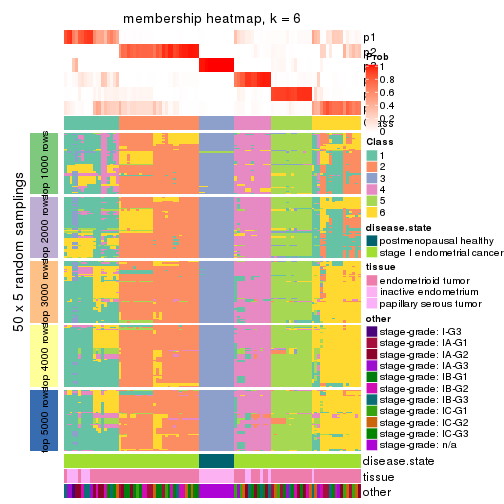 membership heatmap, k = 6
p1
p2
Prob
1
0.8
0.6
0.4
0.2
0
Class
1
2
3
4
5
6
disease.state
postmenopausal healthy
stage I endometrial cancer
tissue
endometrioid tumor
inactive endometrium
papillary serous tumor
other
stage-grade: I-G3
stage-grade: IA-G1
stage-grade: IA-G2
stage-grade: IA-G3
stage-grade: IB-G1
stage-grade: IB-G2
stage-grade: IB-G3
stage-grade: IC-G1
stage-grade: IC-G2
stage-grade: IC-G3
stage-grade: n/a
50 x 5 random samplings
top 1000 rows
top 2000 rows
top 3000 rows
top 4000 rows
top 5000 rows
disease.state
tissue
other